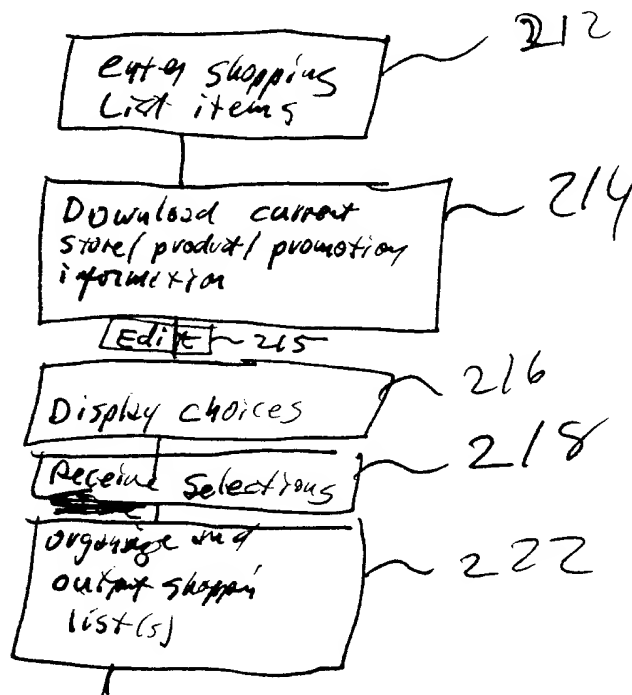 Enter shopping
List items
212
Download current
store/product/promotion
information
214
Edit
215
Display choices
216
Receive Selections
218
organize and
output shoppin
list(s)
222